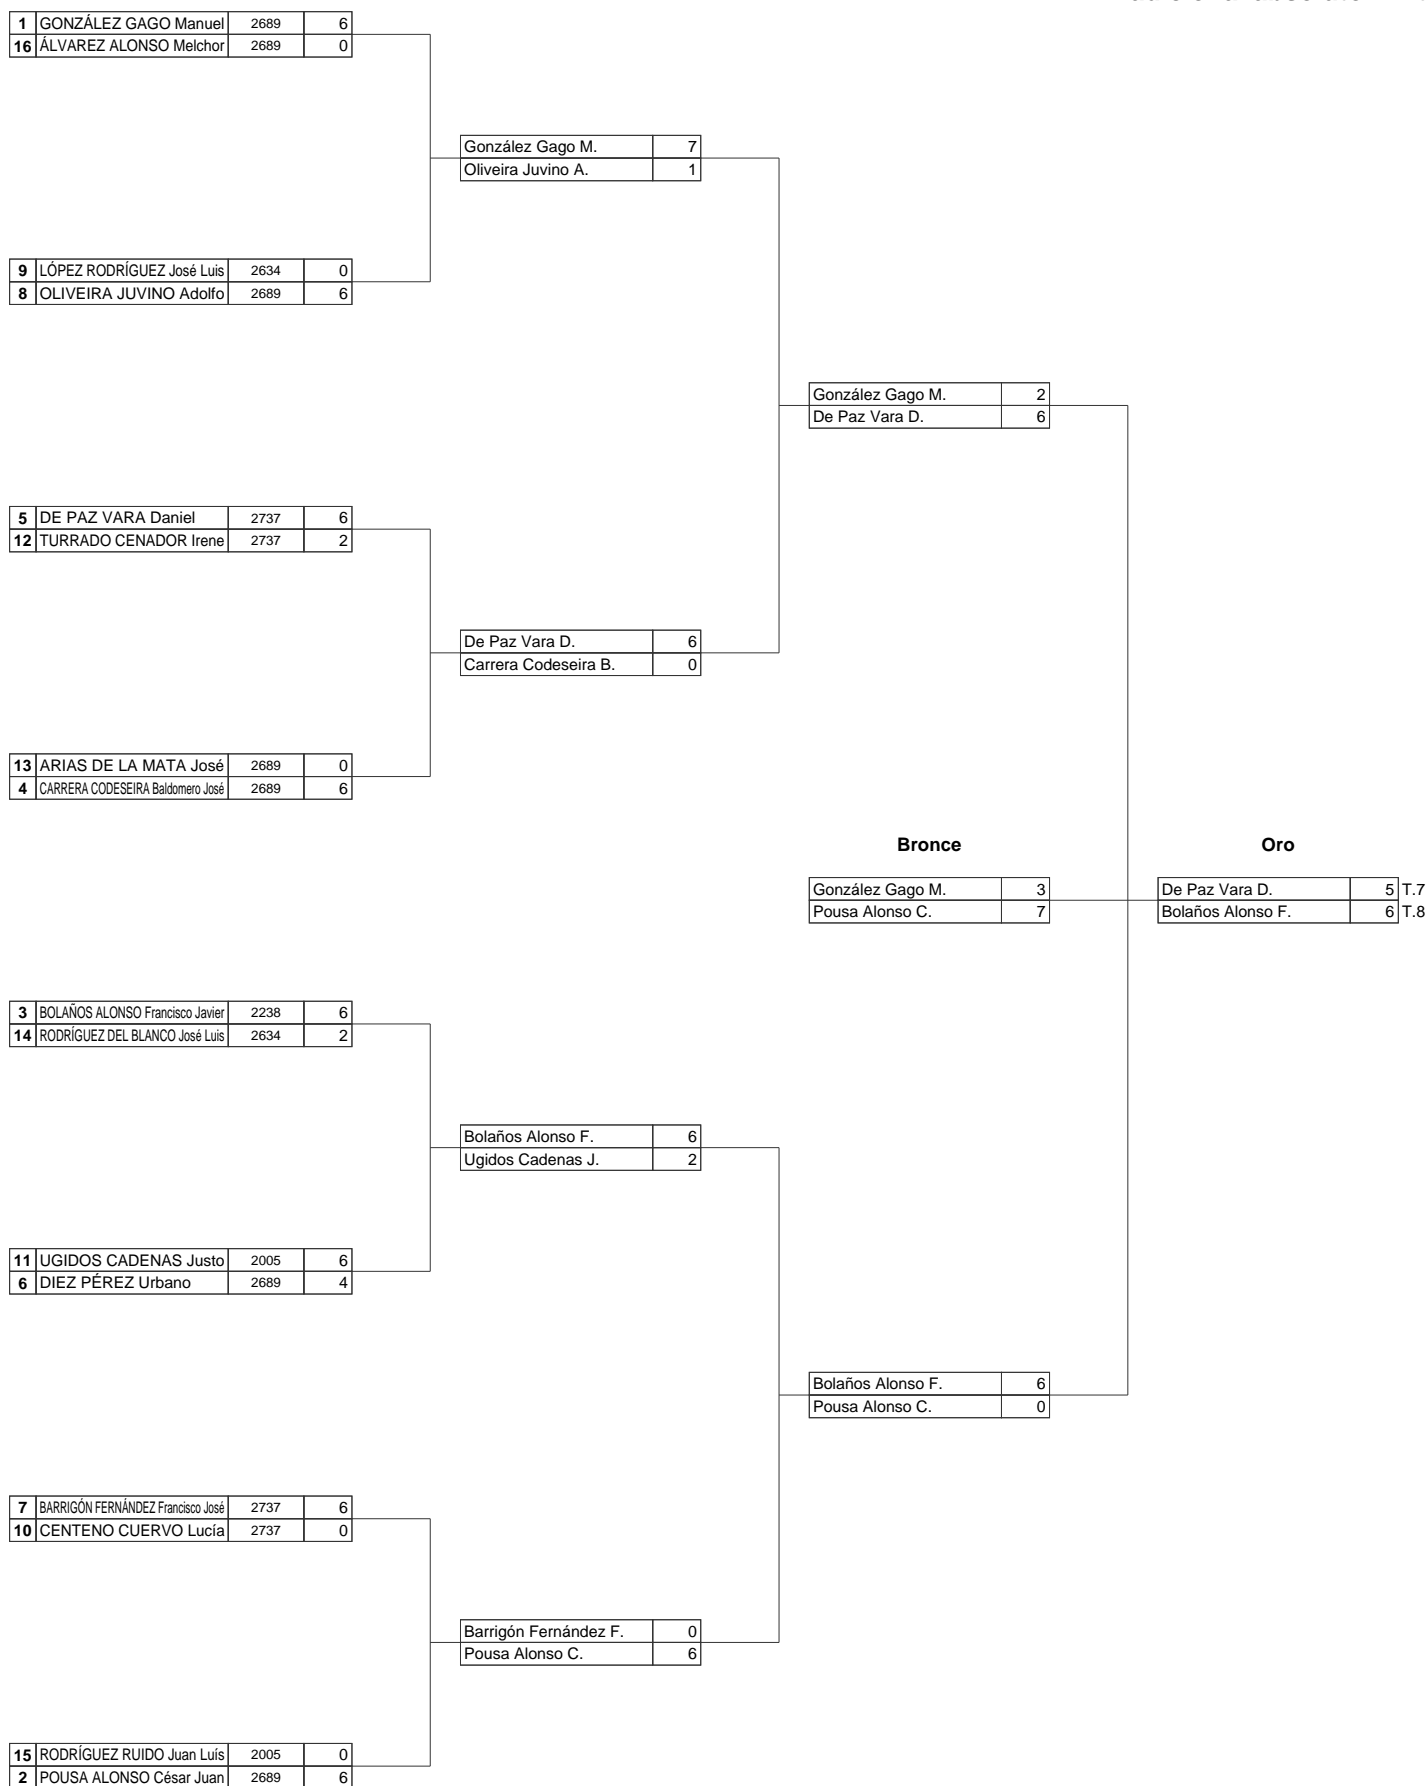 1 GONZÁLEZ GAGO Manuel 2689 6
16 ÁLVAREZ ALONSO Melchor 2689 0
González Gago M. 7
Oliveira Juvino A. 1
9 LÓPEZ RODRÍGUEZ José Luis 2634 0
8 OLIVEIRA JUVINO Adolfo 2689 6
González Gago M. 2
De Paz Vara D. 6
5 DE PAZ VARA Daniel 2737 6
12 TURRADO CENADOR Irene 2737 2
De Paz Vara D. 6
Carrera Codeseira B. 0
13 ARIAS DE LA MATA José 2689 0
4 CARRERA CODESEIRA Baldomero José 2689 6
Bronce Oro
González Gago M. 3 De Paz Vara D. 5 T.7
Pousa Alonso C. 7 Bolaños Alonso F. 6 T.8
3 BOLAÑOS ALONSO Francisco Javier 2238 6
14 RODRÍGUEZ DEL BLANCO José Luis 2634 2
Bolaños Alonso F. 6
Ugidos Cadenas J. 2
11 UGIDOS CADENAS Justo 2005 6
6 DIEZ PÉREZ Urbano 2689 4
Bolaños Alonso F. 6
Pousa Alonso C. 0
7 BARRIGÓN FERNÁNDEZ Francisco José 2737 6
10 CENTENO CUERVO Lucía 2737 0
Barrigón Fernández F. 0
Pousa Alonso C. 6
15 RODRÍGUEZ RUIDO Juan Luís 2005 0
2 POUSA ALONSO César Juan 2689 6